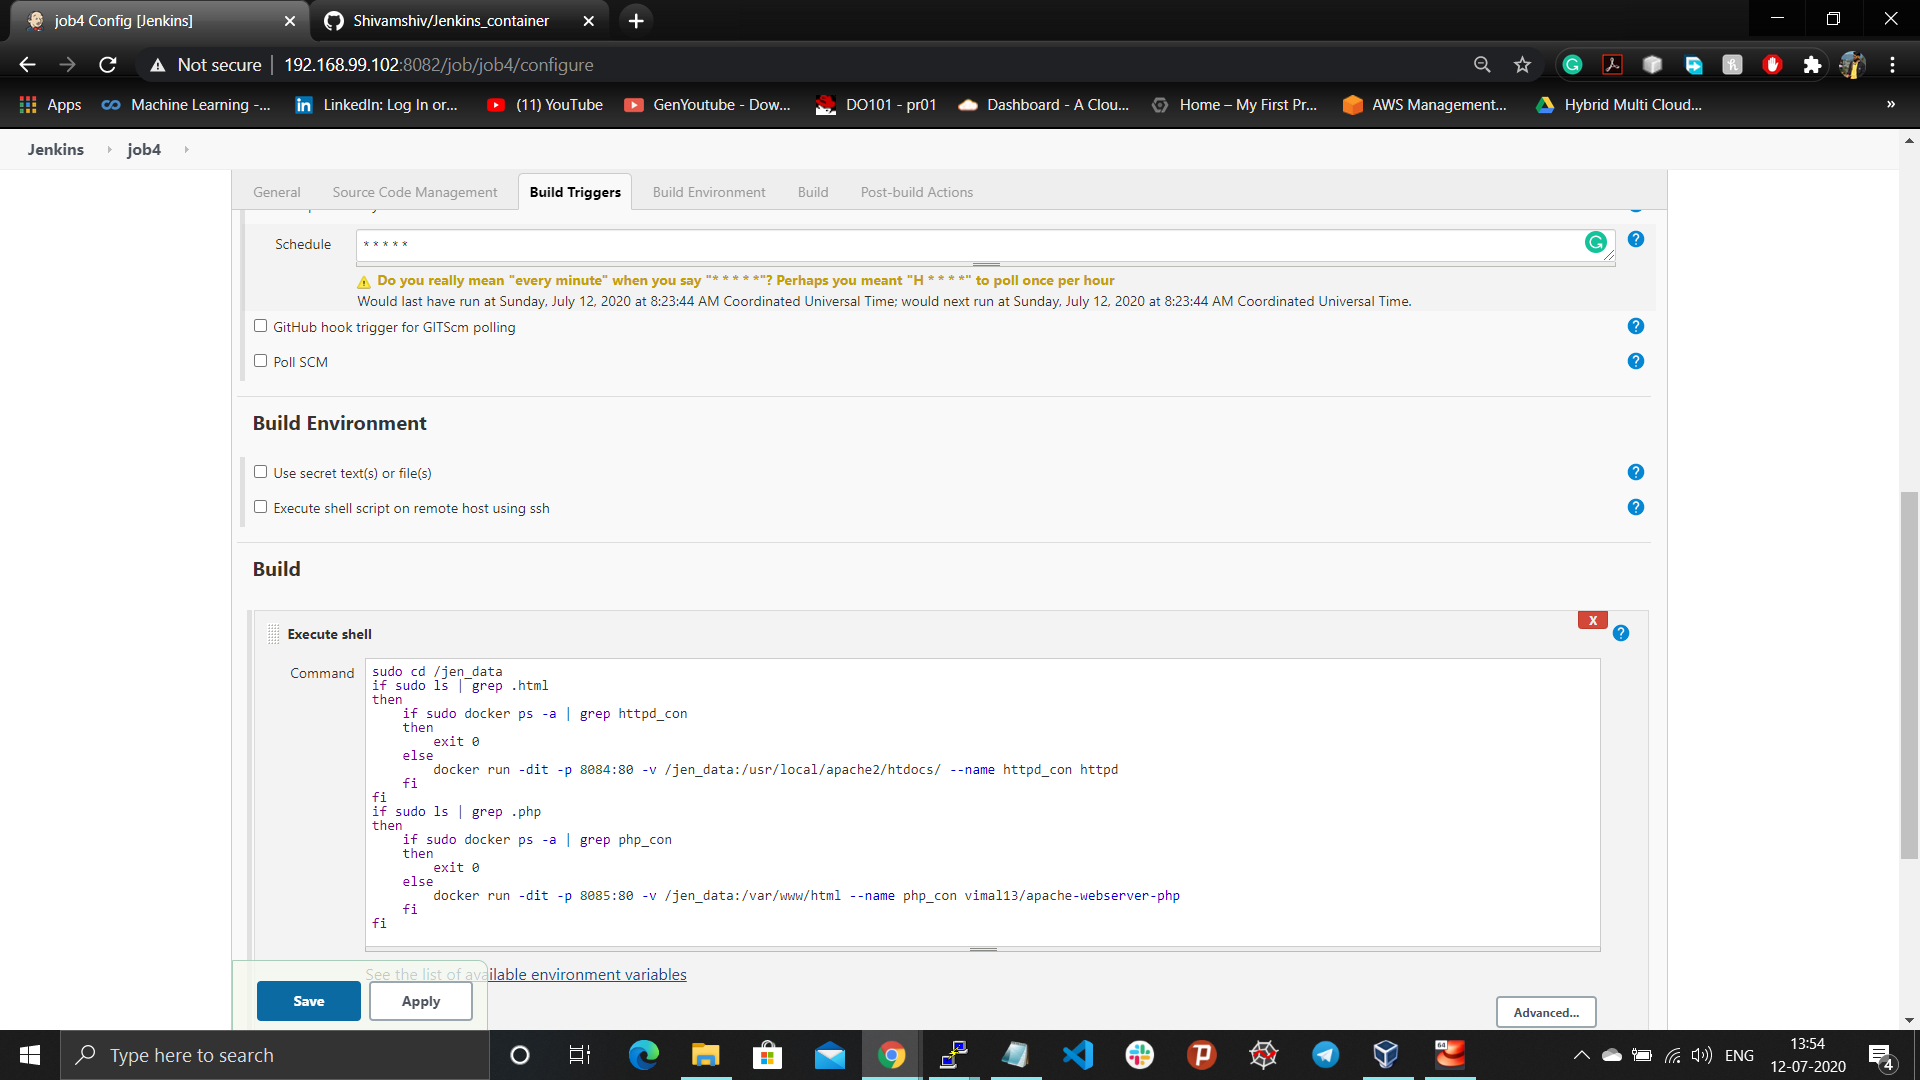 job4 Config [Jenkins]
Shivamshiv/Jenkins_container
Not secure
192.168.99.102:8082/job/job4/configure
Apps
Machine Learning -...
LinkedIn: Log In or...
(11) YouTube
GenYoutube - Dow...
DO101 - pr01
Dashboard - A Clou...
Home – My First Pr...
AWS Management...
Hybrid Multi Cloud...
»
Jenkins
job4
General
Source Code Management
Build Triggers
Build Environment
Build
Post-build Actions
Schedule
* * * * *
Do you really mean "every minute" when you say "* * * * *"? Perhaps you meant "H * * * *" to poll once per hour
Would last have run at Sunday, July 12, 2020 at 8:23:44 AM Coordinated Universal Time; would next run at Sunday, July 12, 2020 at 8:23:44 AM Coordinated Universal Time.
GitHub hook trigger for GITScm polling
Poll SCM
Build Environment
Use secret text(s) or file(s)
Execute shell script on remote host using ssh
Build
X
Execute shell
Command
sudo cd /jen_data
if sudo ls | grep .html
then
    if sudo docker ps -a | grep httpd_con
    then
        exit 0
    else
        docker run -dit -p 8084:80 -v /jen_data:/usr/local/apache2/htdocs/ --name httpd_con httpd
    fi
fi
if sudo ls | grep .php
then
    if sudo docker ps -a | grep php_con
    then
        exit 0
    else
        docker run -dit -p 8085:80 -v /jen_data:/var/www/html --name php_con vimal13/apache-webserver-php
    fi
fi
See the list of available environment variables
Save
Apply
Advanced...
Type here to search
ENG
13:54
12-07-2020
4